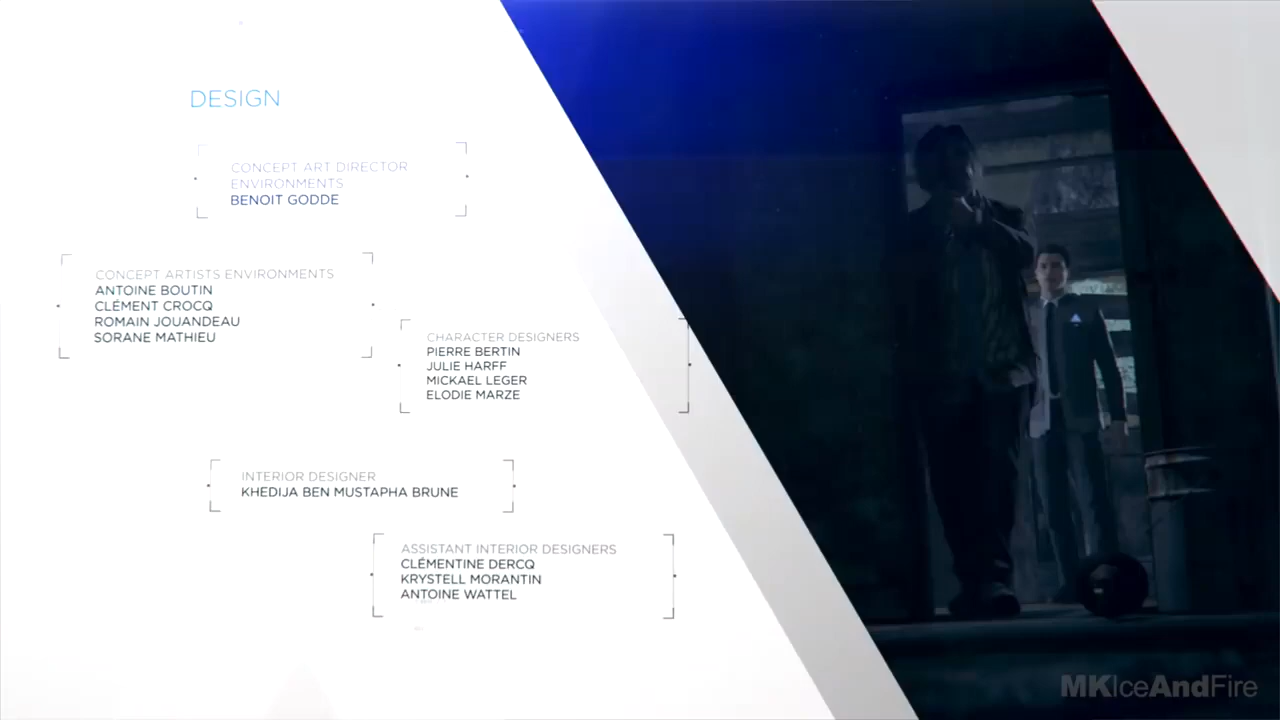 DESIGN
CONCEPT ART DIRECTOR
ENVIRONMENTS
BENOIT GODDE
CONCEPT ARTISTS ENVIRONMENTS
ANTOINE BOUTIN
CLÉMENT CROCQ
ROMAIN JOUANDEAU
SORANE MATHIEU
CHARACTER DESIGNERS
PIERRE BERTIN
JULIE HARFF
MICKAEL LEGER
ELODIE MARZE
INTERIOR DESIGNER
KHEDIJA BEN MUSTAPHA BRUNE
ASSISTANT INTERIOR DESIGNERS
CLÉMENTINE DERCQ
KRYSTELL MORANTIN
ANTOINE WATTEL
MKIceAndFire